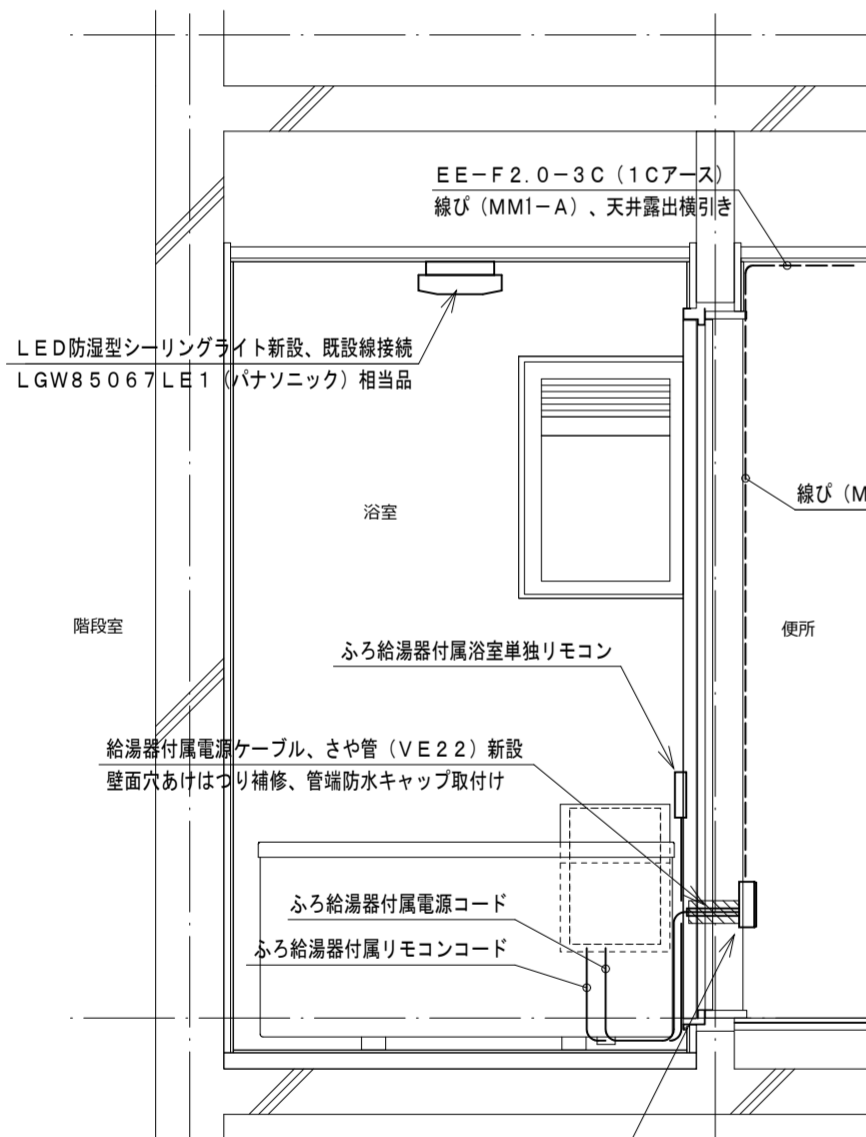 EE-F2.0-3C(1Cアース)
線ぴ(MM1-A)、天井露出横引き
LED防湿型シーリングライト新設、既設線接続
LGW85067LE1(パナソニック)相当品
線ぴ(M
浴室
階段室
便所
ふろ給湯器付属浴室単独リモコン
給湯器付属電源ケーブル、さや管(VE22)新設
壁面穴あけはつり補修、管端防水キャップ取付け
ふろ給湯器付属電源コード
ふろ給湯器付属リモコンコード